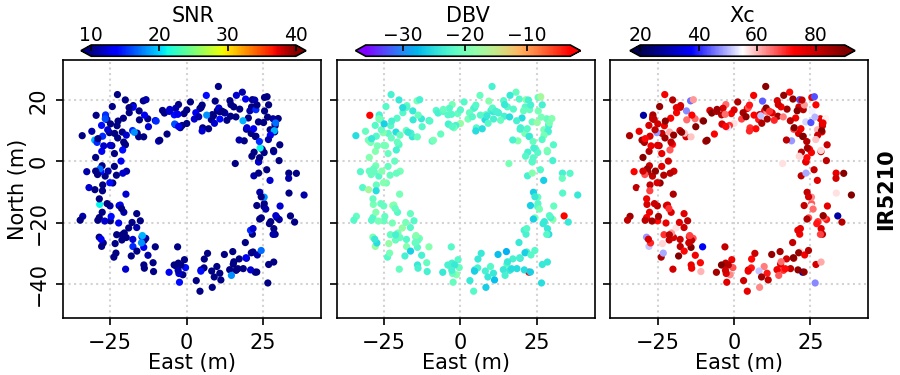 SNR DBV Xc
10 20 30 40 −30 −20 −10 20 40 60 80
20
0
−20
−40
North (m)
−25 0 25 −25 0 25 −25 0 25
East (m) East (m) East (m)
IR5210